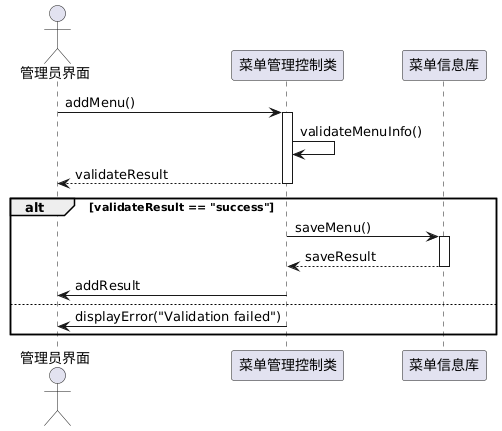 管理员界面
菜单管理控制类
菜单信息库
addMenu()
validateMenuInfo()
validateResult
alt
[validateResult == "success"]
saveMenu()
saveResult
addResult
displayError("Validation failed")
管理员界面
菜单管理控制类
菜单信息库